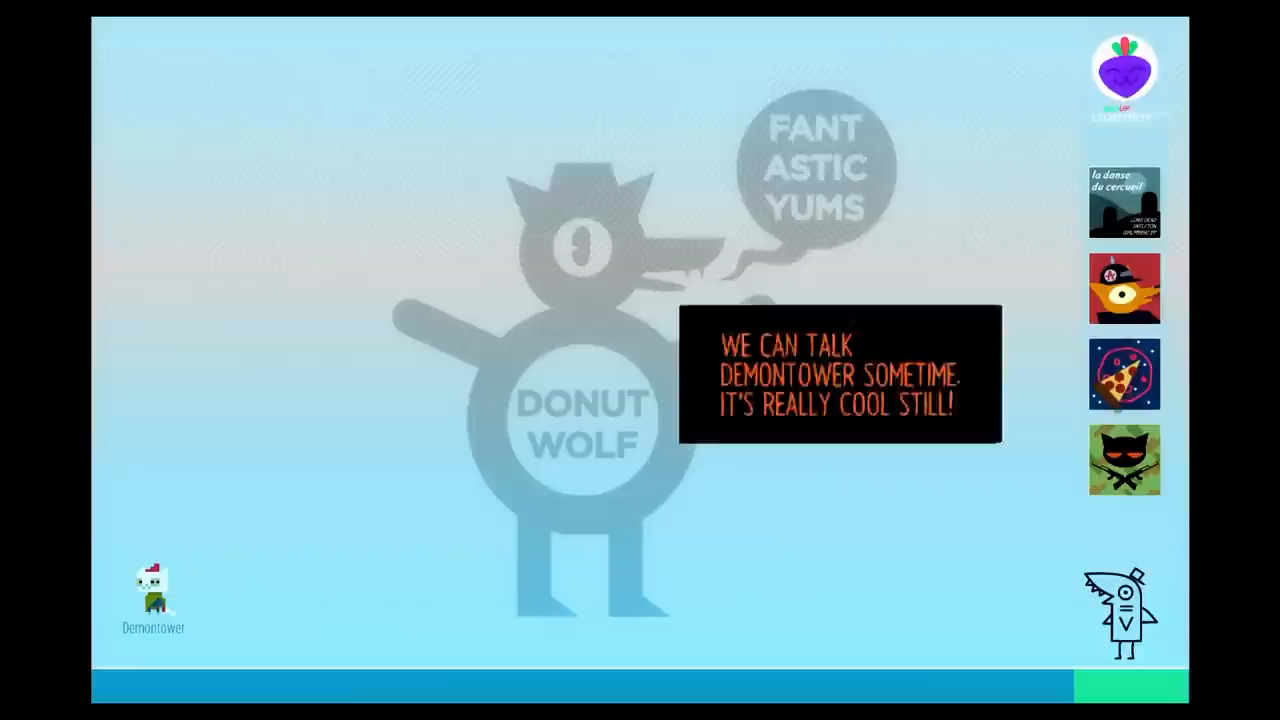 FANT
ASTIC
YUMS
la danse
du cercueil
WE CAN TALK
DEMONTOWER SOMETIME.
IT'S REALLY COOL STILL!
DONUT
WOLF
Demontower